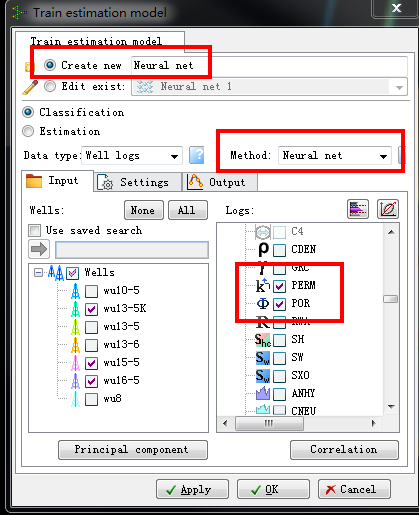 Train estimation model
X
Train estimation model
Create new Neural net
Edit exist: Neural net 1
Classification
Estimation
Data type: Well logs ? Method: Neural net
Input Settings Output
Wells: None All Logs:
Use saved search
Wells
wu10-5
wu13-5K
wu13-5
wu13-6
wu15-5
wu16-5
wu8
C4
ρ CDEN
γ GRC
k PERM
Φ POR
R RWA
Shc SH
Sw SW
Sw SXO
ANHY
CNEU
Principal component Correlation
Apply OK Cancel